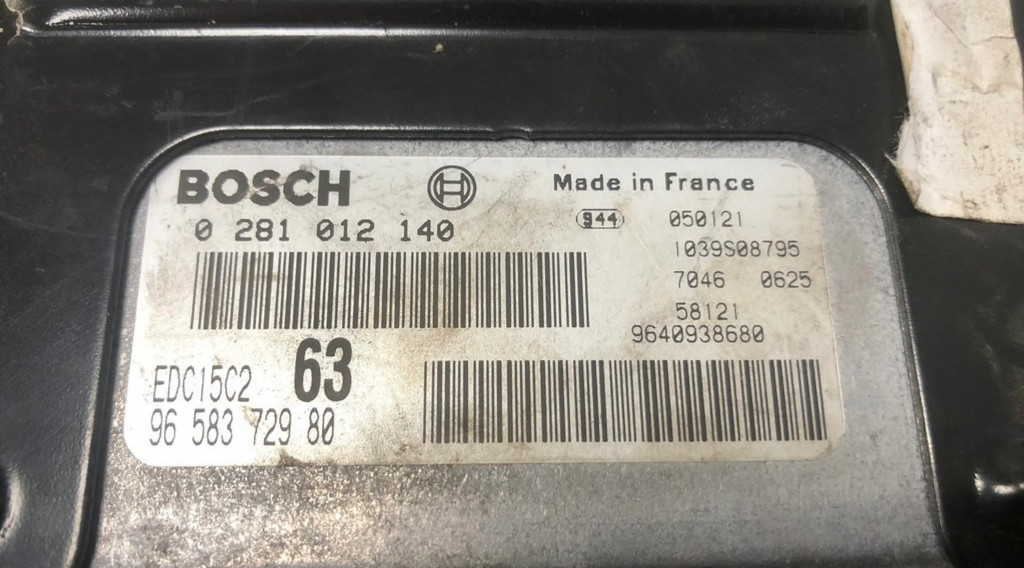 BOSCH
Made in France
0 281 012 140
944
050121
1039S08795
7046 0625
58121
9640938680
EDC15C2
63
96 583 729 80